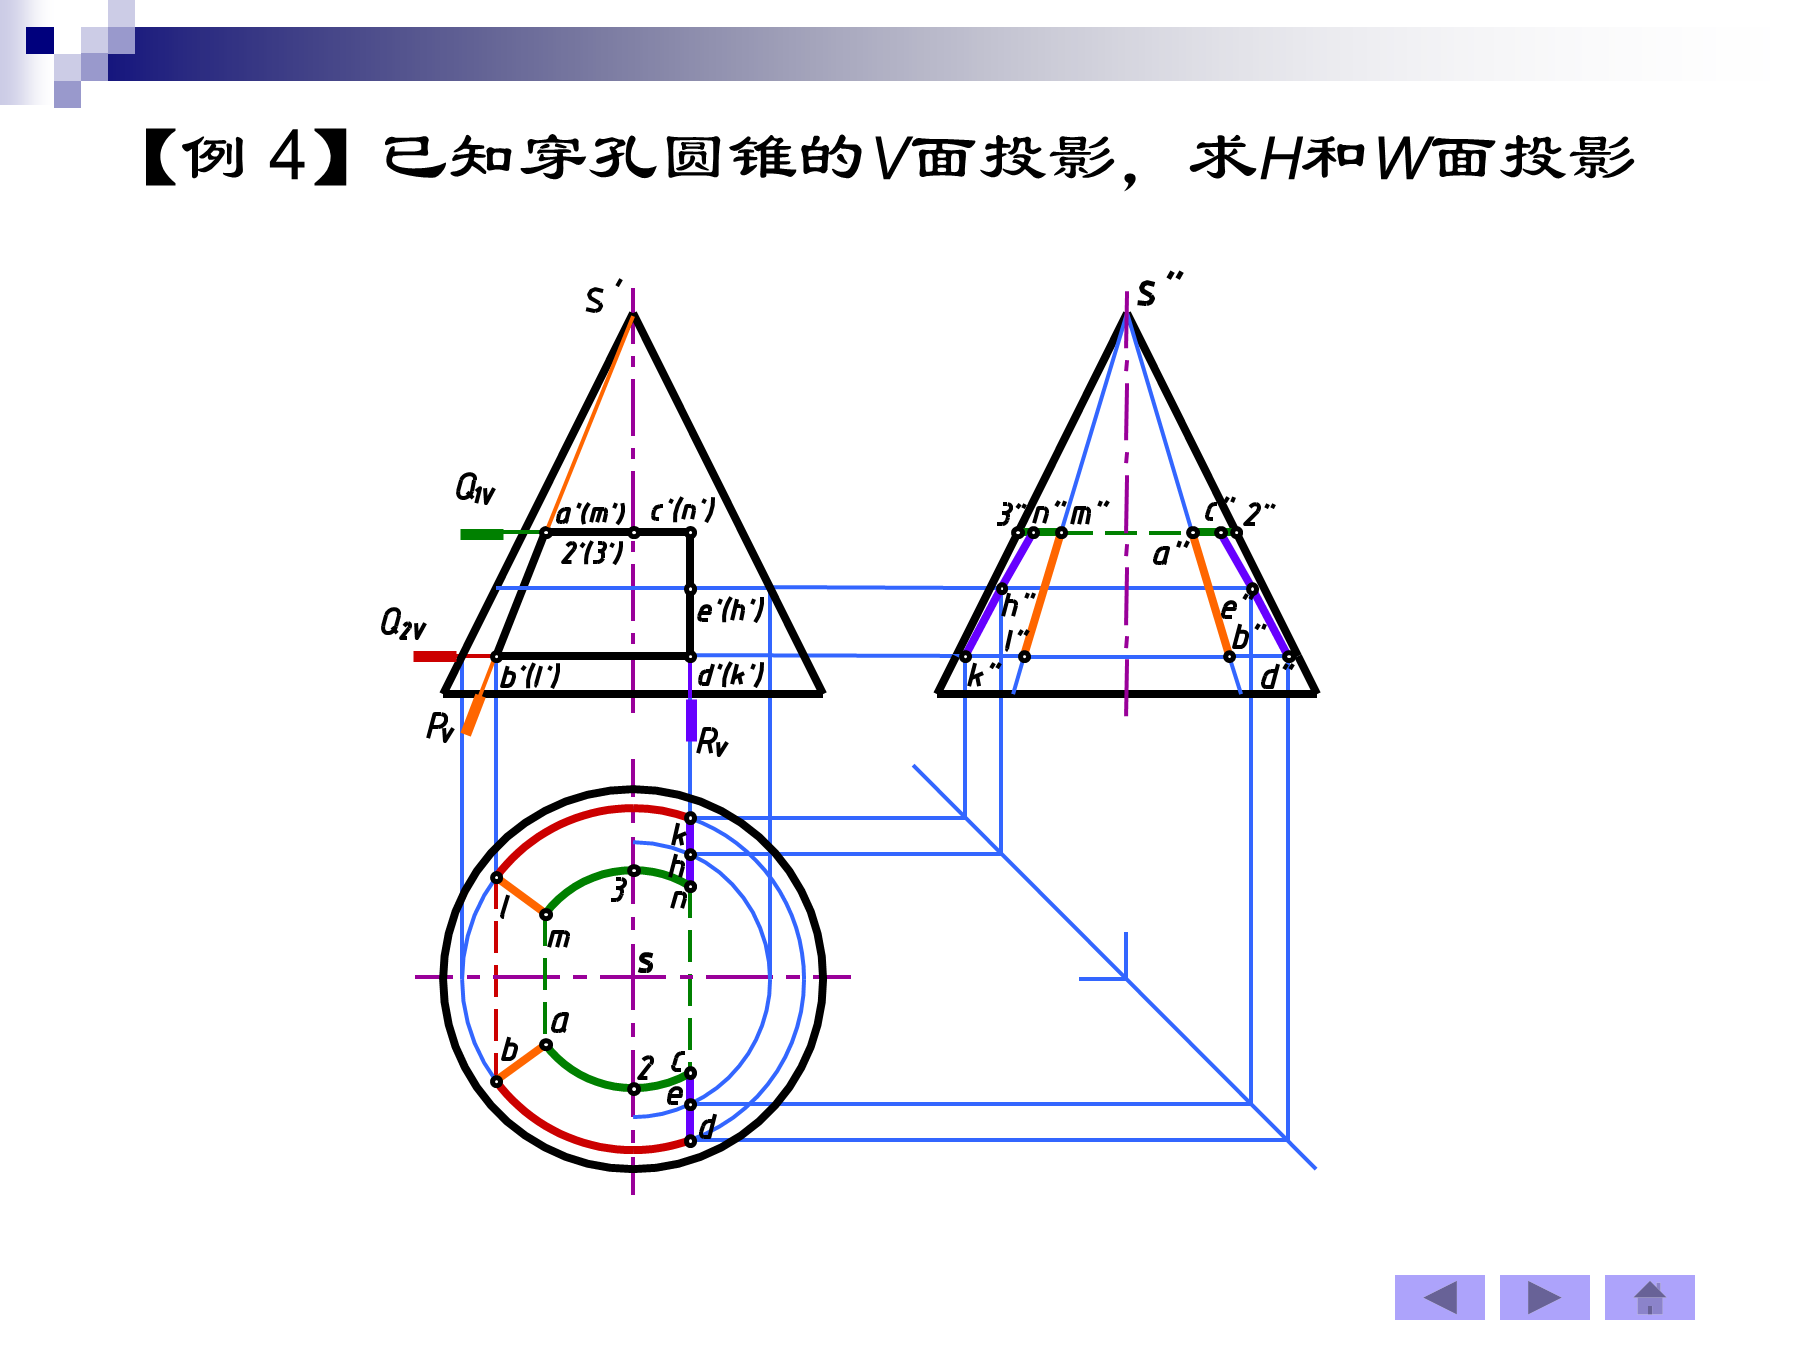 【例 4】已知穿孔圆锥的V面投影，求H和W面投影
s′ s″
Q1V a′(m′) c′(n′) 3″ n″ m″ c″ 2″
2′(3′) a″
Q2V e′(h′) h″ e″
l″ b″
b′(l′) d′(k′) k″ d″
PV RV
k
h
3 n
l
m
s
a
b 2 c
e
d